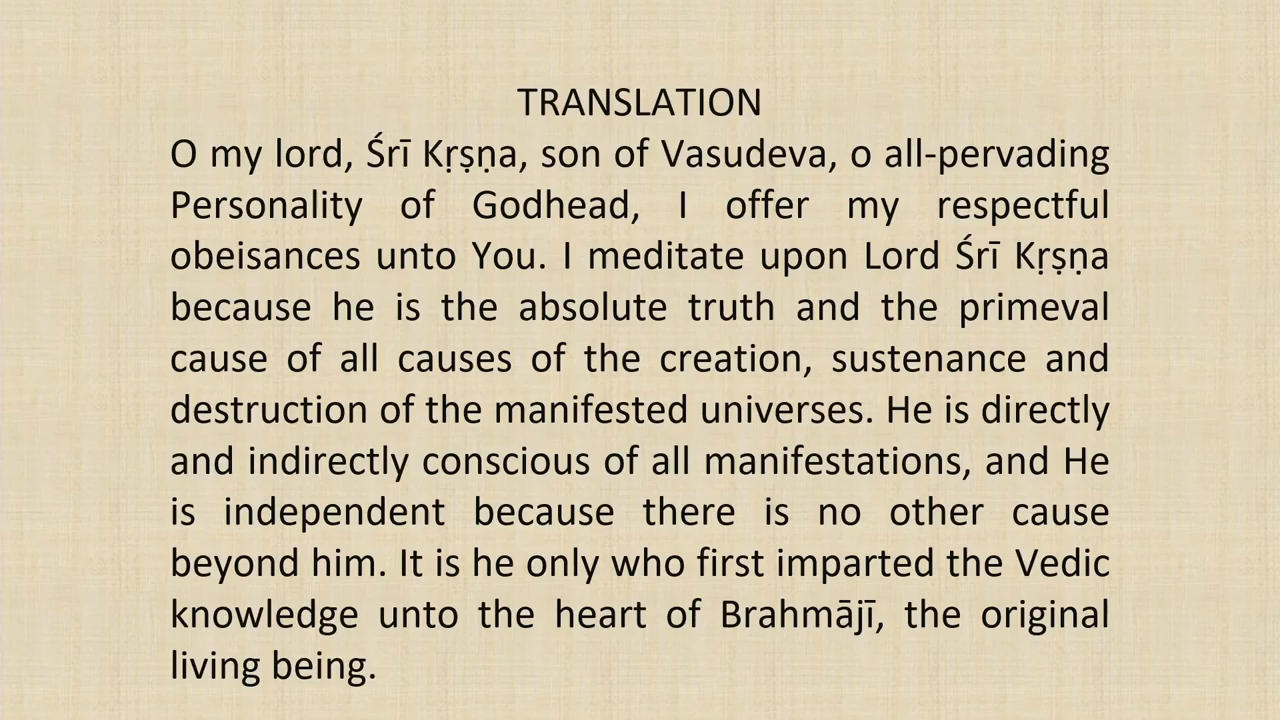 TRANSLATION
O my lord, Śrī Kṛṣṇa, son of Vasudeva, o all-pervading
Personality of Godhead, I offer my respectful
obeisances unto You. I meditate upon Lord Śrī Kṛṣṇa
because he is the absolute truth and the primeval
cause of all causes of the creation, sustenance and
destruction of the manifested universes. He is directly
and indirectly conscious of all manifestations, and He
is independent because there is no other cause
beyond him. It is he only who first imparted the Vedic
knowledge unto the heart of Brahmājī, the original
living being.